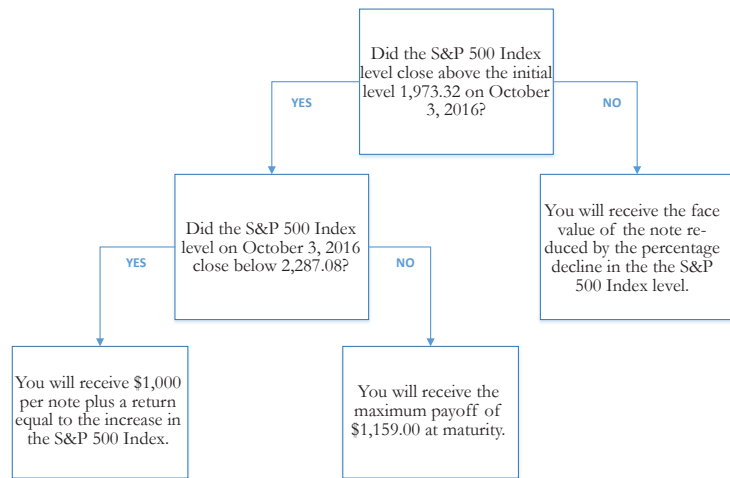 Did the S&P 500 Index
level close above the initial
level 1,973.32 on October
3, 2016?
YES
NO
Did the S&P 500 Index
level on October 3, 2016
close below 2,287.08?
You will receive the face
value of the note re-
duced by the percentage
decline in the the S&P
500 Index level.
YES
NO
You will receive $1,000
per note plus a return
equal to the increase in
the S&P 500 Index.
You will receive the
maximum payoff of
$1,159.00 at maturity.